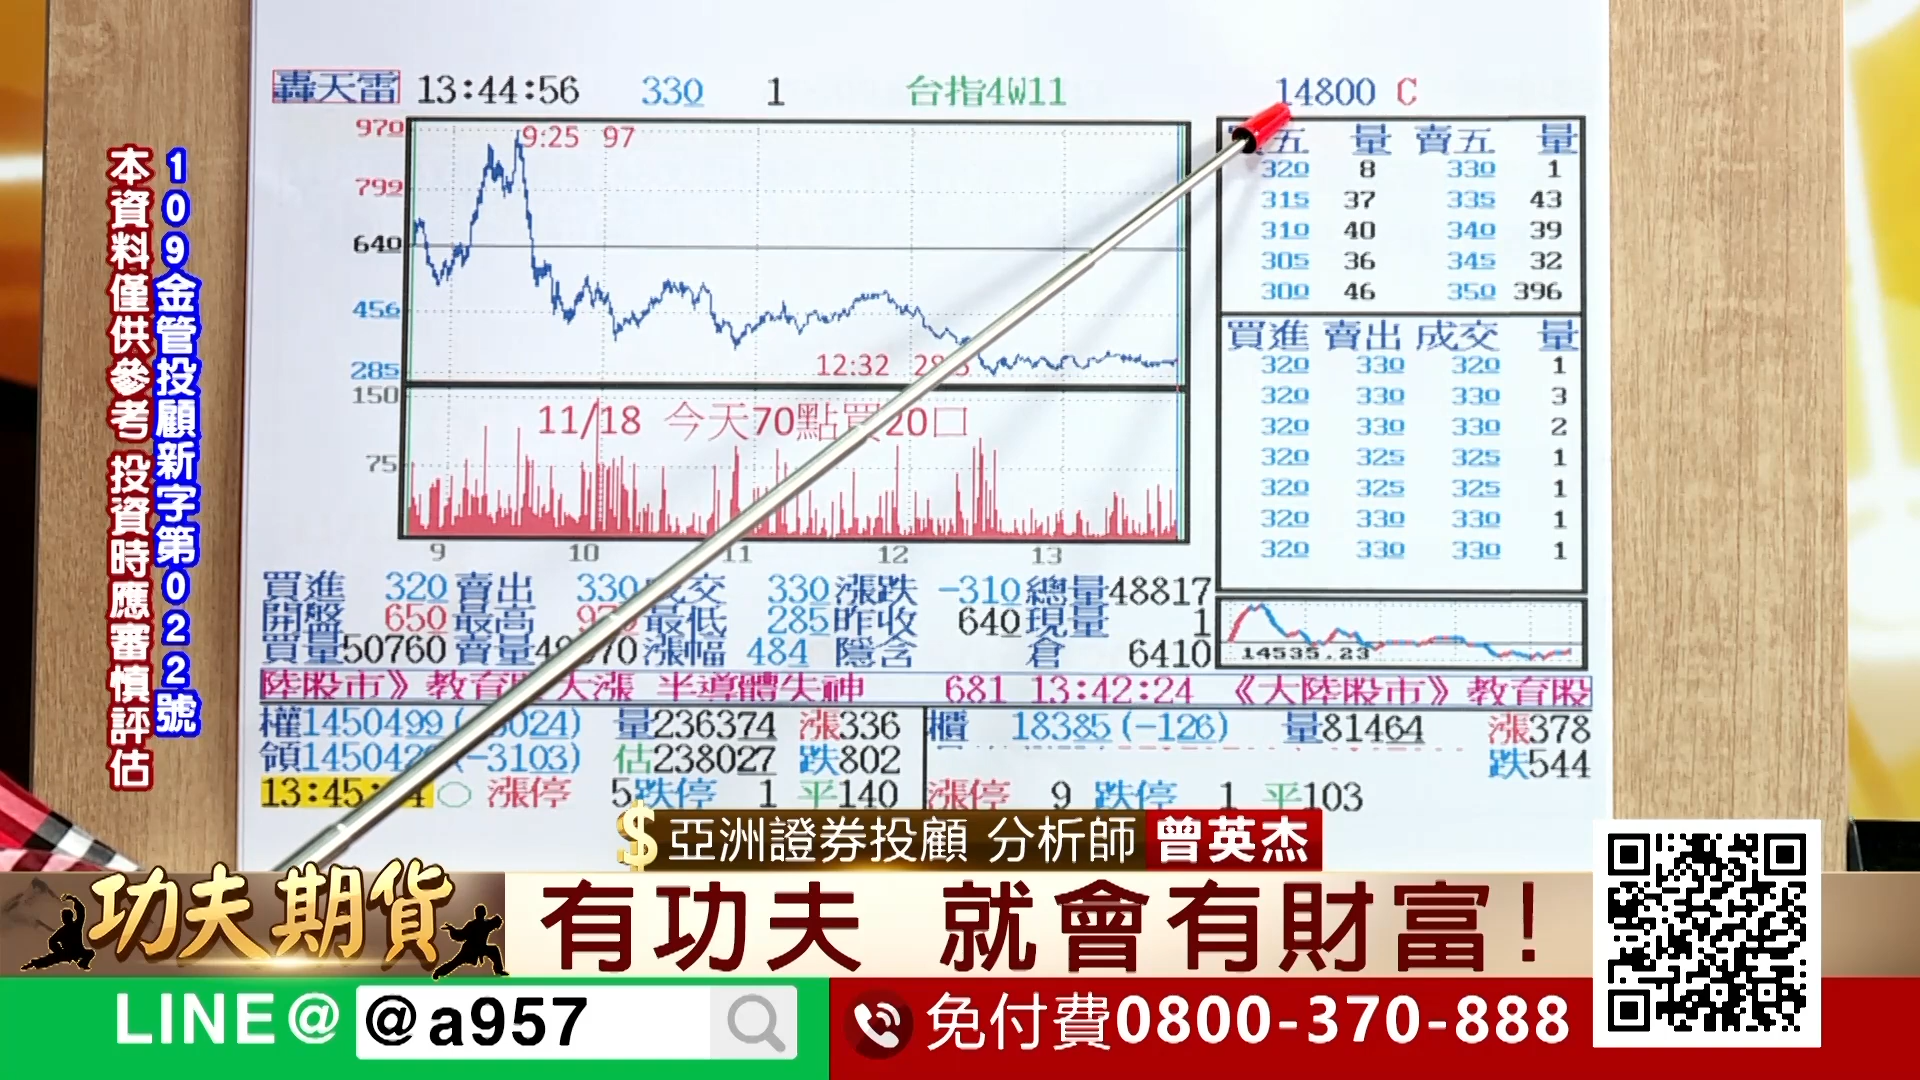 轟天雷 13:44:56 330 1 台指4W11 14800 C
970
9:25 97
799
640
456
12:32
285
150
11/18 今天70點買20口
75
9 10 11 12 13
五 量 賣五 量
320 8 330 1
315 37 335 43
310 40 340 39
305 36 345 32
300 46 350 396
買進 賣出 成交 量
320 330 320 1
320 330 330 3
320 330 330 2
320 325 325 1
320 325 325 1
320 330 330 1
320 330 330 1
14535.23
買進 320 賣出 330 交 330 漲跌 -310 總量48817
開盤 650 最高 最低 285 昨收 640 現量 1
買量50760 賣量 漲幅 484 隱含 倉 6410
陸股市》教育 大漲 半導體失神 681 13:42:24 《大陸股市》教育股
權1450499 量236374 漲336 櫃 18385(-126) 量81464 漲378
(-3103) 估238027 跌802 跌544
漲停 5跌停 1 平140 漲停 9 跌停 1 平103
109金管投顧新字第022號
本資料僅供參考 投資時應審慎評估
$亞洲證券投顧 分析師 曾英杰
功夫期貨
有功夫 就會有財富!
LINE@ @a957
免付費0800-370-888